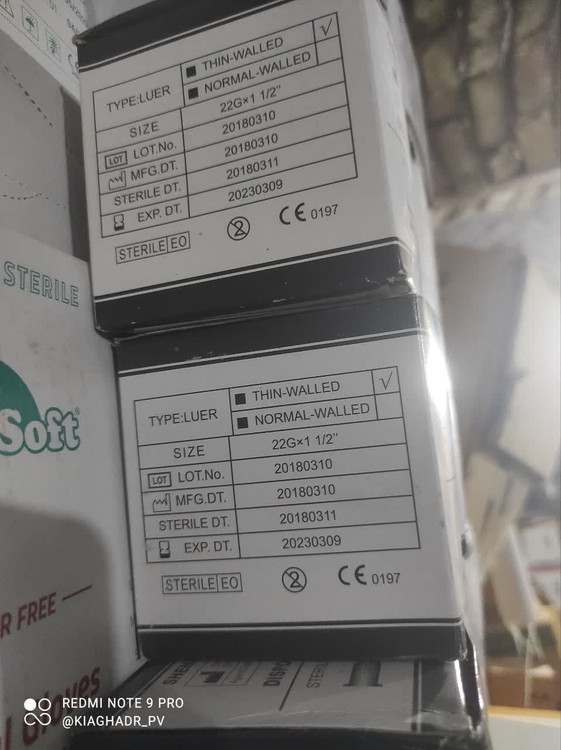 TYPE:LUER
■ THIN-WALLED √
■ NORMAL-WALLED
SIZE 22G×1 1/2"
LOT LOT.No. 20180310
MFG.DT. 20180310
STERILE DT. 20180311
EXP. DT. 20230309
STERILE EO 2 CE 0197
STERILE
Soft®
TYPE:LUER
■ THIN-WALLED √
■ NORMAL-WALLED
SIZE 22G×1 1/2"
LOT LOT.No. 20180310
MFG.DT. 20180310
STERILE DT. 20180311
EXP. DT. 20230309
STERILE EO 2 CE 0197
FREE
REDMI NOTE 9 PRO
@KIAGHADR_PV